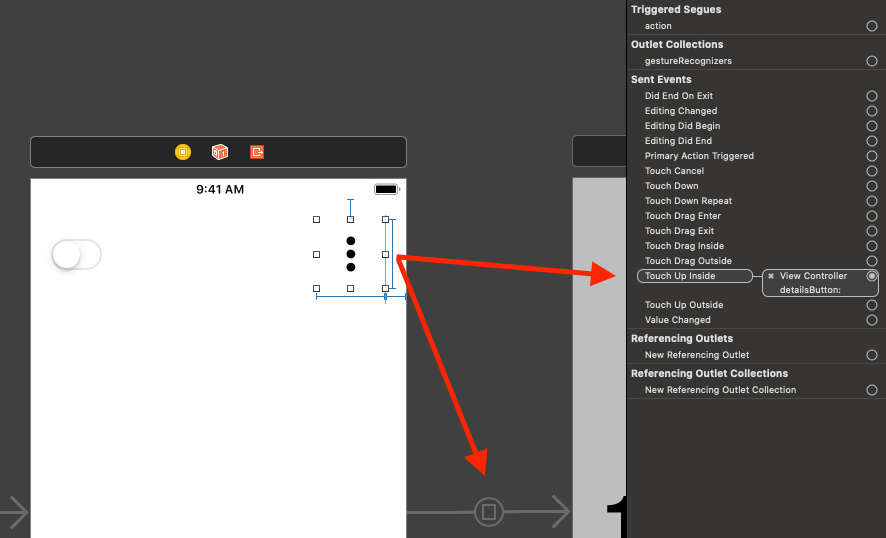 Triggered Segues
action
Outlet Collections
gestureRecognizers
Sent Events
Did End On Exit
Editing Changed
Editing Did Begin
Editing Did End
Primary Action Triggered
Touch Cancel
Touch Down
Touch Down Repeat
Touch Drag Enter
Touch Drag Exit
Touch Drag Inside
Touch Drag Outside
Touch Up Inside
View Controller
detailsButton:
Touch Up Outside
Value Changed
Referencing Outlets
New Referencing Outlet
Referencing Outlet Collections
New Referencing Outlet Collection
9:41 AM
1